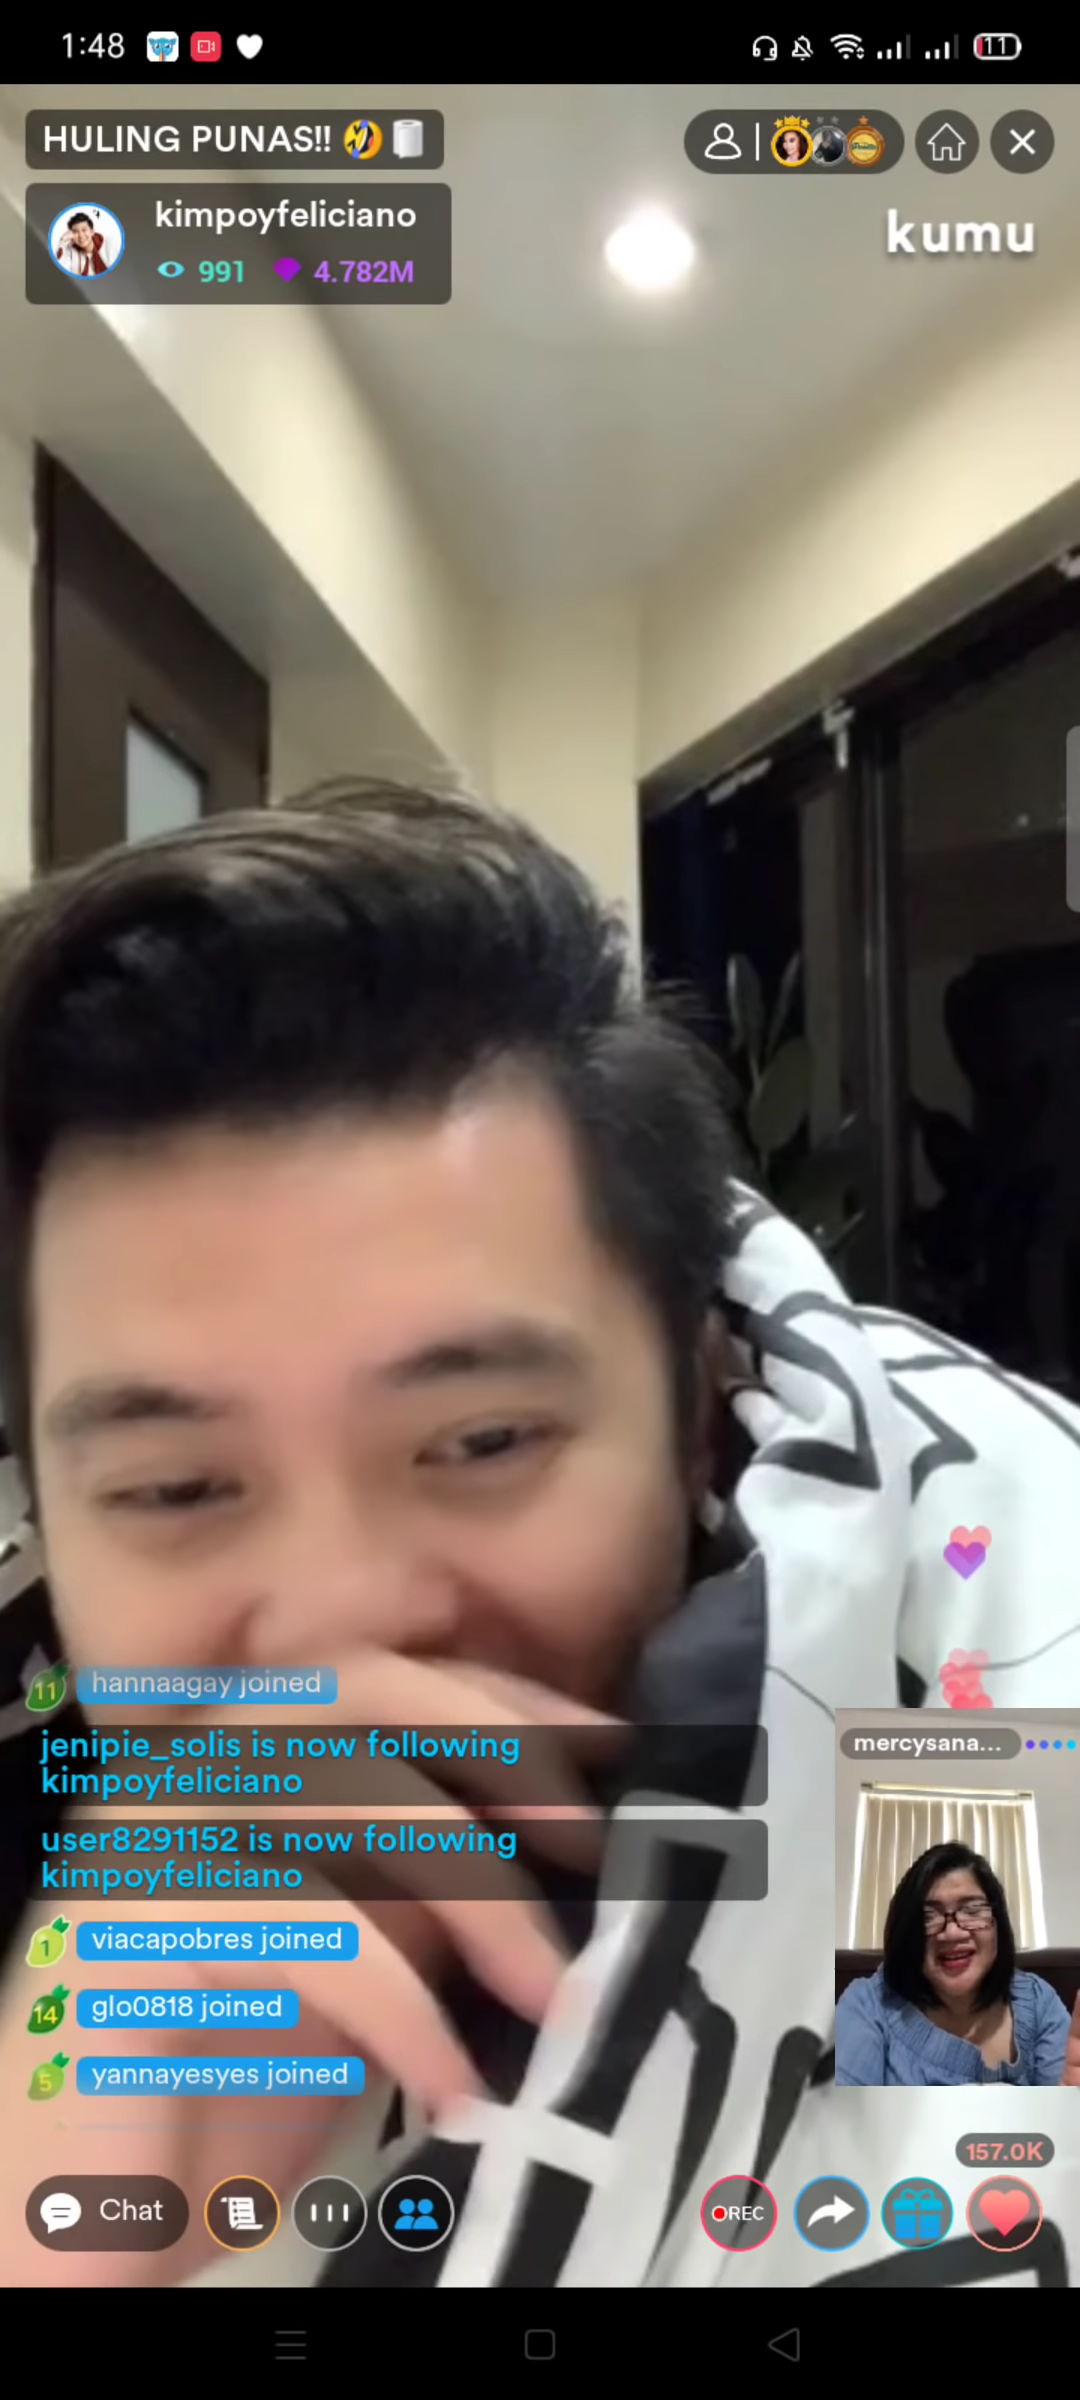 1:48
11
HULING PUNAS!! 🤣🧻
kimpoyfeliciano
991 4.782M
kumu
11 hannaagay joined
jenipie_solis is now following
kimpoyfeliciano
user8291152 is now following
kimpoyfeliciano
1 viacapobres joined
14 glo0818 joined
5 yannayesyes joined
mercysana...
157.0K
Chat
REC